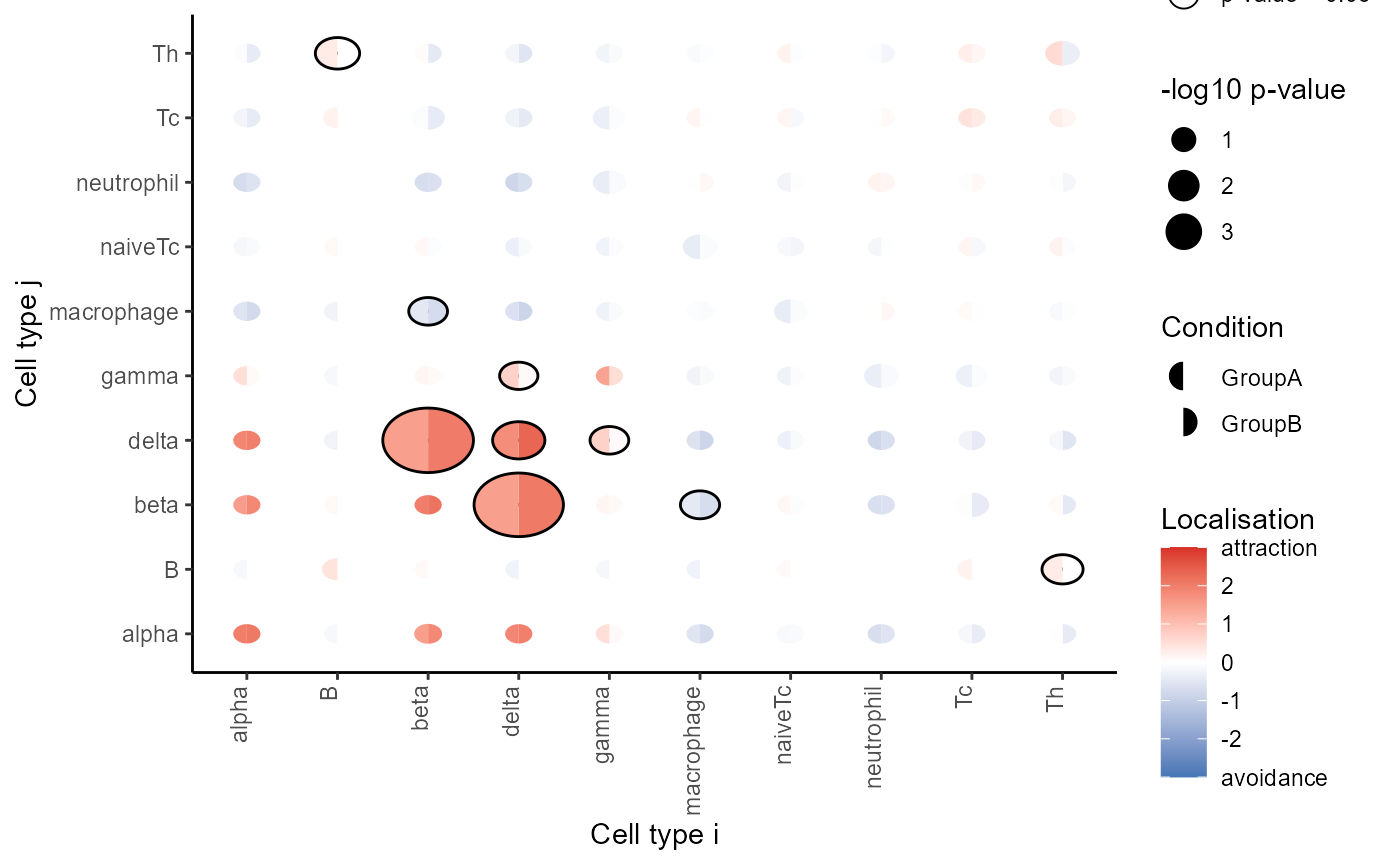 Th
Tc
neutrophil
naiveTc
macrophage
gamma
delta
beta
B
alpha
Cell type j
alpha
B
beta
delta
gamma
macrophage
naiveTc
neutrophil
Tc
Th
Cell type i
-log10 p-value
1
2
3
Condition
GroupA
GroupB
Localisation
attraction
2
1
0
-1
-2
avoidance